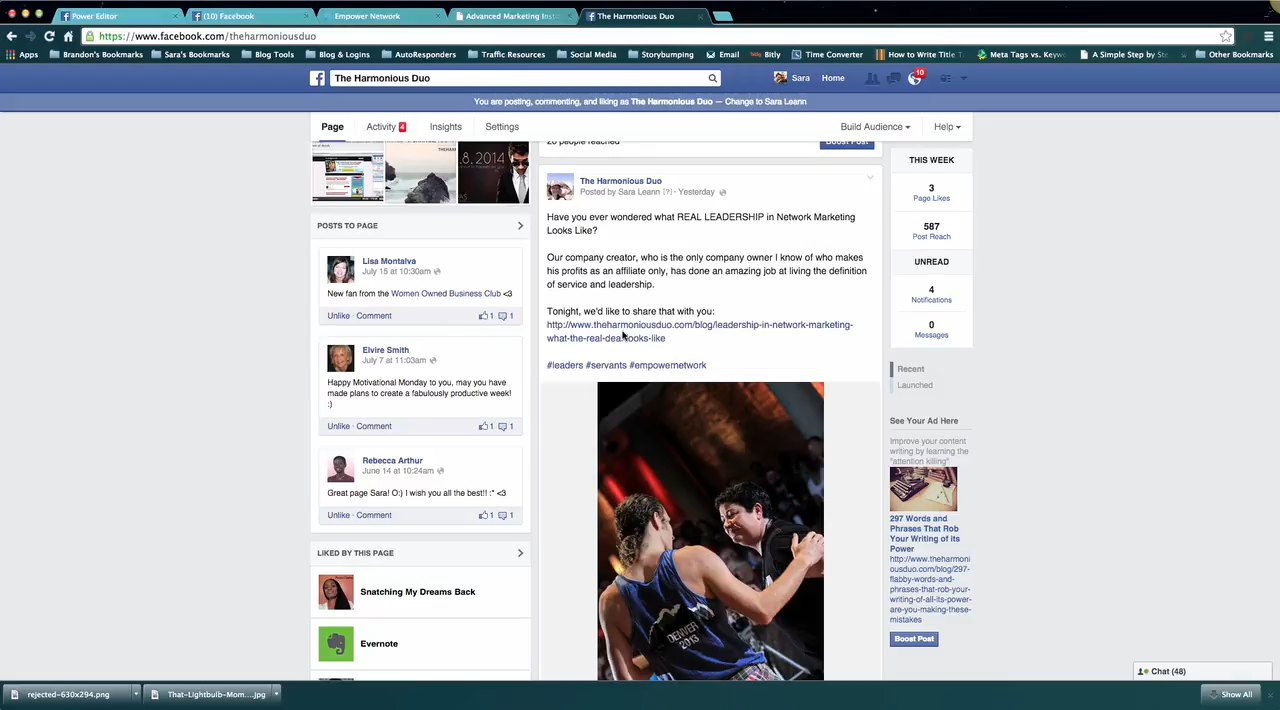 Power Editor
(10) Facebook
Empower Network
Advanced Marketing Inst
The Harmonious Duo
https://www.facebook.com/theharmoniousduo
Apps
Brandon's Bookmarks
Sara's Bookmarks
Blog Tools
Blog & Logins
AutoResponders
Traffic Resources
Social Media
Storybumping
Email
Bitly
Time Converter
How to Write Title T
Meta Tags vs. Keyw
A Simple Step by Ste
Other Bookmarks
The Harmonious Duo
Sara
Home
10
You are posting, commenting, and liking as The Harmonious Duo — Change to Sara Leann
Page
Activity 4
Insights
Settings
Build Audience
Help
8.2014
POSTS TO PAGE
Lisa Montalva
July 15 at 10:30am
New fan from the Women Owned Business Club <3
Unlike · Comment
1
1
Elvire Smith
July 7 at 11:03am
Happy Motivational Monday to you, may you have
made plans to create a fabulously productive week!
:)
Unlike · Comment
1
1
Rebecca Arthur
June 14 at 10:24am
Great page Sara! O:) I wish you all the best!! :* <3
Unlike · Comment
1
1
LIKED BY THIS PAGE
Snatching My Dreams Back
Evernote
20 people reached
Boost Post
The Harmonious Duo
Posted by Sara Leann [?] · Yesterday
Have you ever wondered what REAL LEADERSHIP in Network Marketing
Looks Like?
Our company creator, who is the only company owner I know of who makes
his profits as an affiliate only, has done an amazing job at living the definition
of service and leadership.
Tonight, we'd like to share that with you:
http://www.theharmoniousduo.com/blog/leadership-in-network-marketing-
what-the-real-deal-looks-like
#leaders #servants #empowernetwork
DENVER
2013
THIS WEEK
3
Page Likes
587
Post Reach
UNREAD
4
Notifications
0
Messages
Recent
Launched
See Your Ad Here
Improve your content
writing by learning the
"attention killing"
297 Words and
Phrases That Rob
Your Writing of its
Power
http://www.theharmoni
ousduo.com/blog/297-
flabby-words-and-
phrases-that-rob-your-
writing-of-all-its-power-
are-you-making-these-
mistakes
Boost Post
Chat (48)
rejected-630x294.png
That-Lightbulb-Mom....jpg
Show All